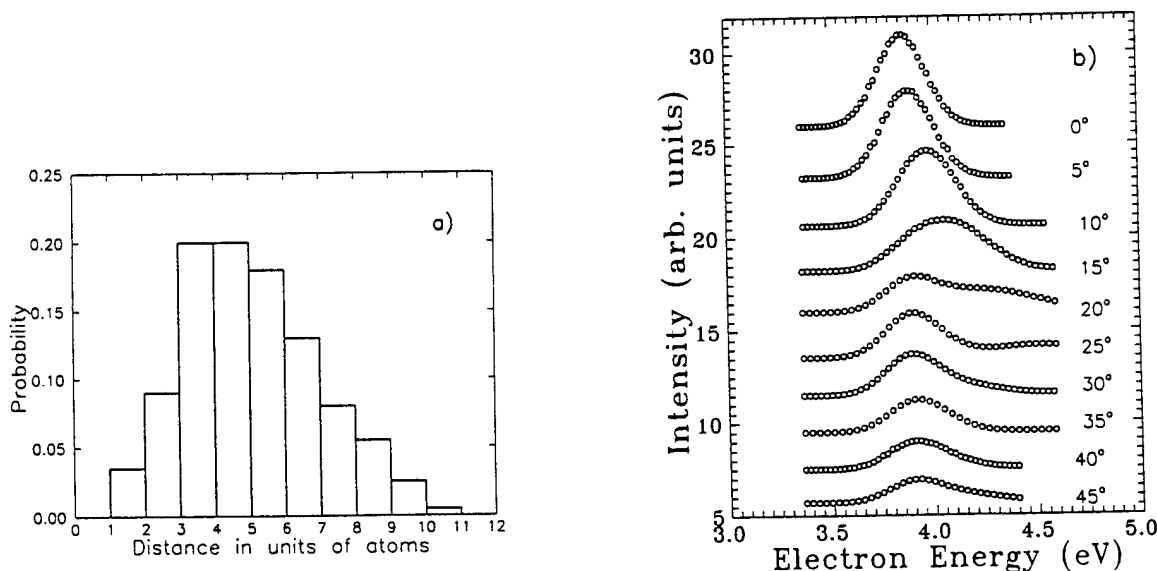 a)
Probability
0.25
0.20
0.15
0.10
0.05
0.00
0 1 2 3 4 5 6 7 8 9 10 11 12
Distance in units of atoms
b)
Intensity (arb. units)
30
25
20
15
10
5
0°
5°
10°
15°
20°
25°
30°
35°
40°
45°
3.0 3.5 4.0 4.5 5.0
Electron Energy (eV)